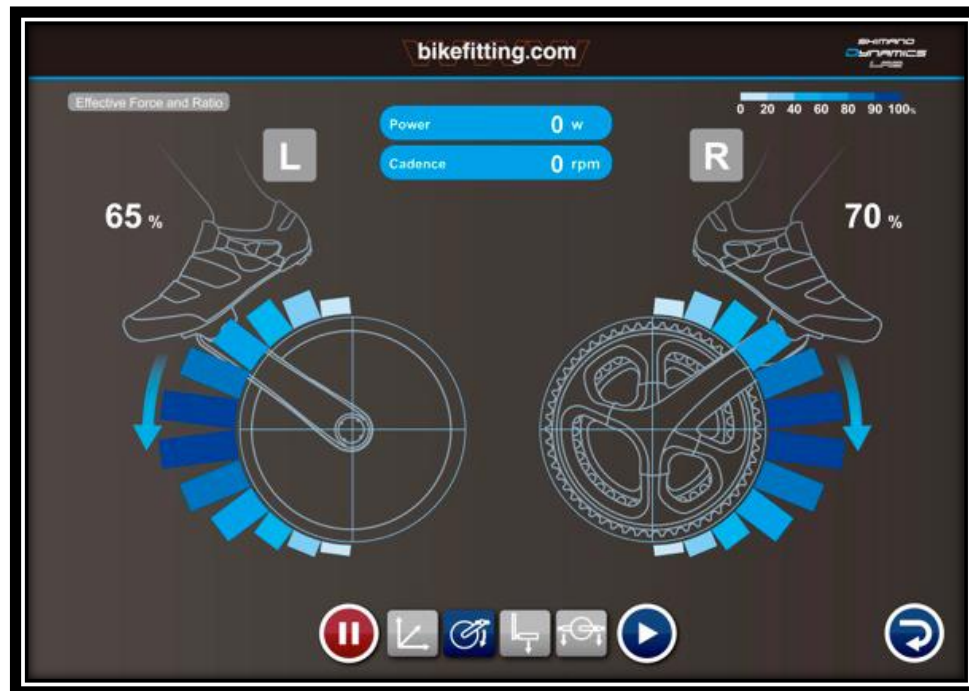 bikefitting.com
SHIMANO
DYNAMICS
LAB
Effective Force and Ratio
0 20 40 60 80 90 100%
Power 0 w
Cadence 0 rpm
L
R
65 %
70 %